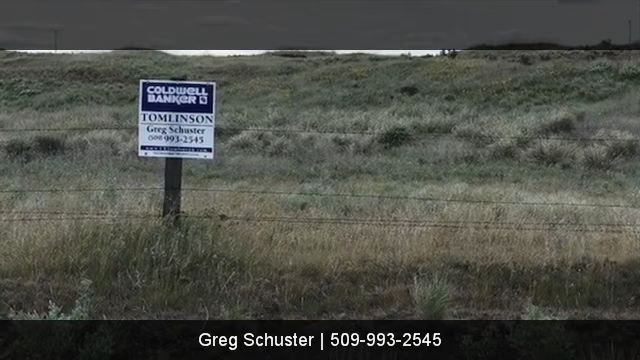 COLDWELL
BANKER
TOMLINSON
Greg Schuster
(509) 993-2545
Greg Schuster | 509-993-2545